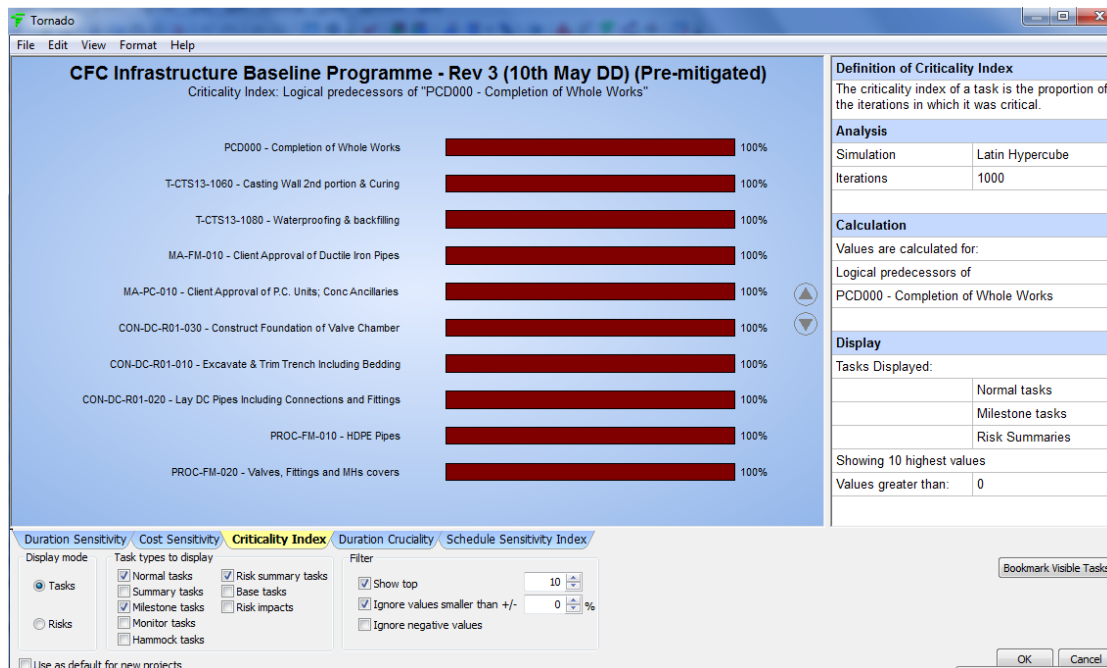 Tornado
File Edit View Format Help
CFC Infrastructure Baseline Programme - Rev 3 (10th May DD) (Pre-mitigated)
Criticality Index: Logical predecessors of "PCD000 - Completion of Whole Works"
PCD000 - Completion of Whole Works 100%
T-CTS13-1060 - Casting Wall 2nd portion & Curing 100%
T-CTS13-1080 - Waterproofing & backfilling 100%
MA-FM-010 - Client Approval of Ductile Iron Pipes 100%
MA-PC-010 - Client Approval of P.C. Units; Conc Ancillaries 100%
CON-DC-R01-030 - Construct Foundation of Valve Chamber 100%
CON-DC-R01-010 - Excavate & Trim Trench Including Bedding 100%
CON-DC-R01-020 - Lay DC Pipes Including Connections and Fittings 100%
PROC-FM-010 - HDPE Pipes 100%
PROC-FM-020 - Valves, Fittings and MHs covers 100%
Definition of Criticality Index
The criticality index of a task is the proportion of
the iterations in which it was critical.
Analysis
Simulation Latin Hypercube
Iterations 1000
Calculation
Values are calculated for:
Logical predecessors of
PCD000 - Completion of Whole Works
Display
Tasks Displayed:
Normal tasks
Milestone tasks
Risk Summaries
Showing 10 highest values
Values greater than: 0
Duration Sensitivity Cost Sensitivity Criticality Index Duration Cruciality Schedule Sensitivity Index
Display mode
Tasks
Risks
Task types to display
Normal tasks Risk summary tasks
Summary tasks Base tasks
Milestone tasks Risk impacts
Monitor tasks
Hammock tasks
Filter
Show top 10
Ignore values smaller than +/- 0 %
Ignore negative values
Bookmark Visible Tasks
Use as default for new projects
OK Cancel